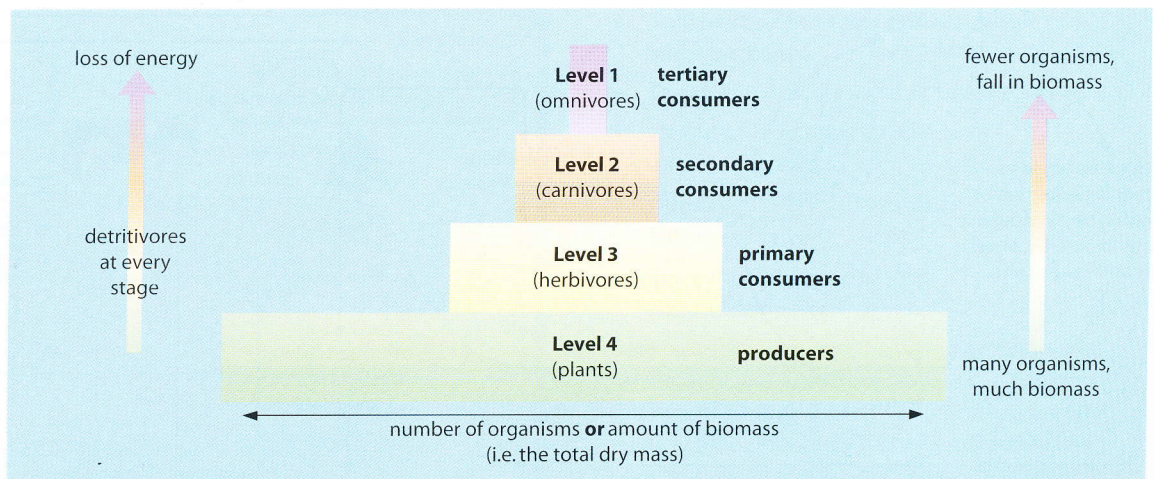 loss of energy
detritivores
at every
stage
Level 1
(omnivores)
tertiary
consumers
Level 2
(carnivores)
secondary
consumers
Level 3
(herbivores)
primary
consumers
Level 4
(plants)
producers
fewer organisms,
fall in biomass
many organisms,
much biomass
number of organisms or amount of biomass
(i.e. the total dry mass)